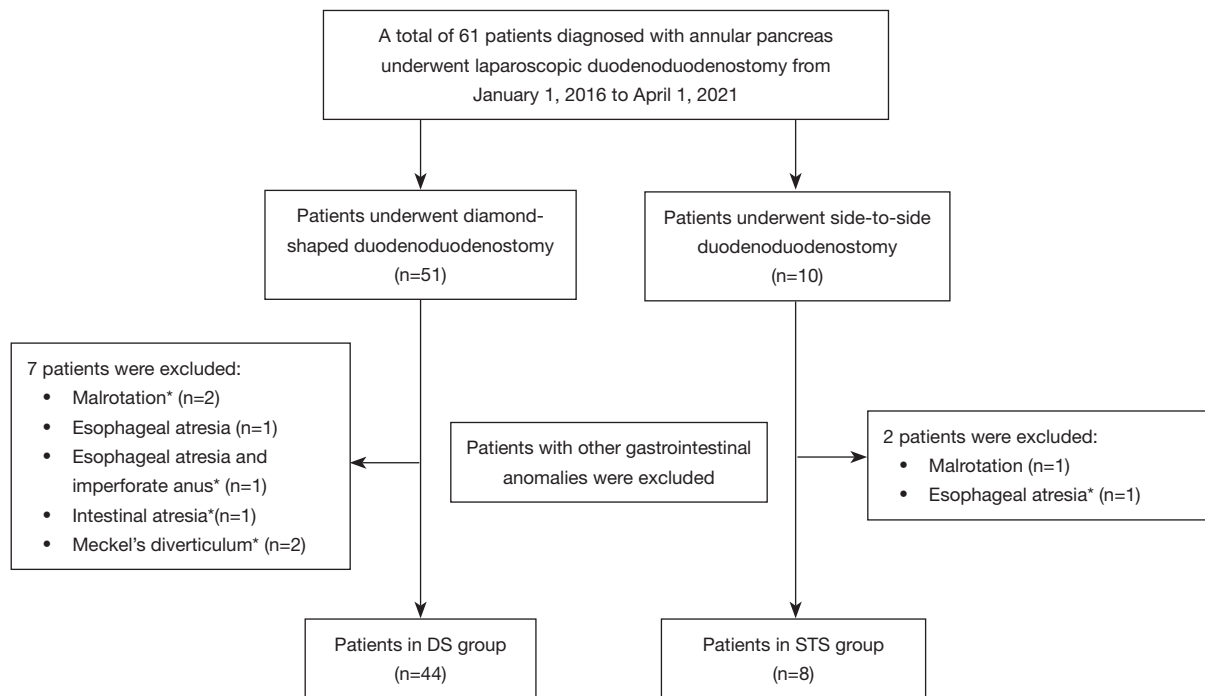 A total of 61 patients diagnosed with annular pancreas
underwent laparoscopic duodenoduodenostomy from
January 1, 2016 to April 1, 2021
Patients underwent diamond-
shaped duodenoduodenostomy
(n=51)
Patients underwent side-to-side
duodenoduodenostomy
(n=10)
7 patients were excluded:
• Malrotation* (n=2)
• Esophageal atresia (n=1)
• Esophageal atresia and
imperforate anus* (n=1)
• Intestinal atresia*(n=1)
• Meckel's diverticulum* (n=2)
Patients with other gastrointestinal
anomalies were excluded
2 patients were excluded:
• Malrotation (n=1)
• Esophageal atresia* (n=1)
Patients in DS group
(n=44)
Patients in STS group
(n=8)